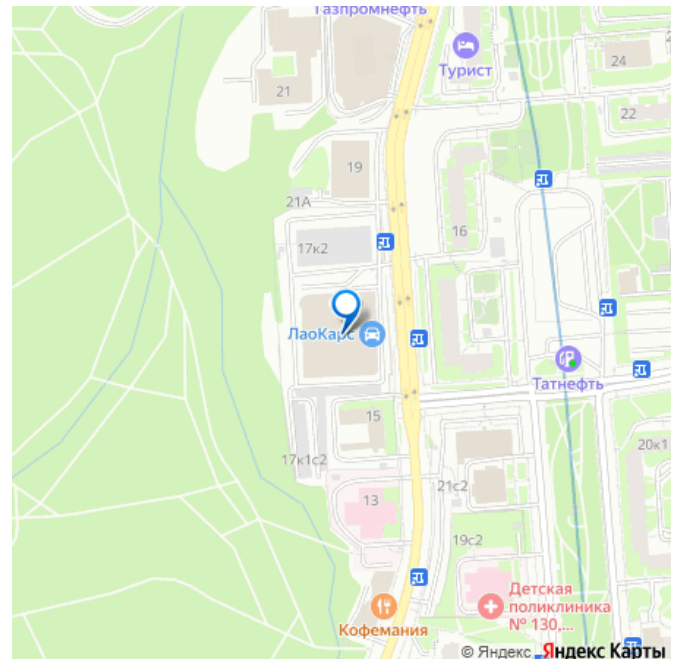 Газпромнефть
Турист
24
21
22
19
21А
16
17к2
ЛаоКарс
Татнефть
15
20к1
17к1с2
21с2
13
19с2
Детская
поликлиника
№ 130,...
Кофемания
© Яндекс Яндекс Карты